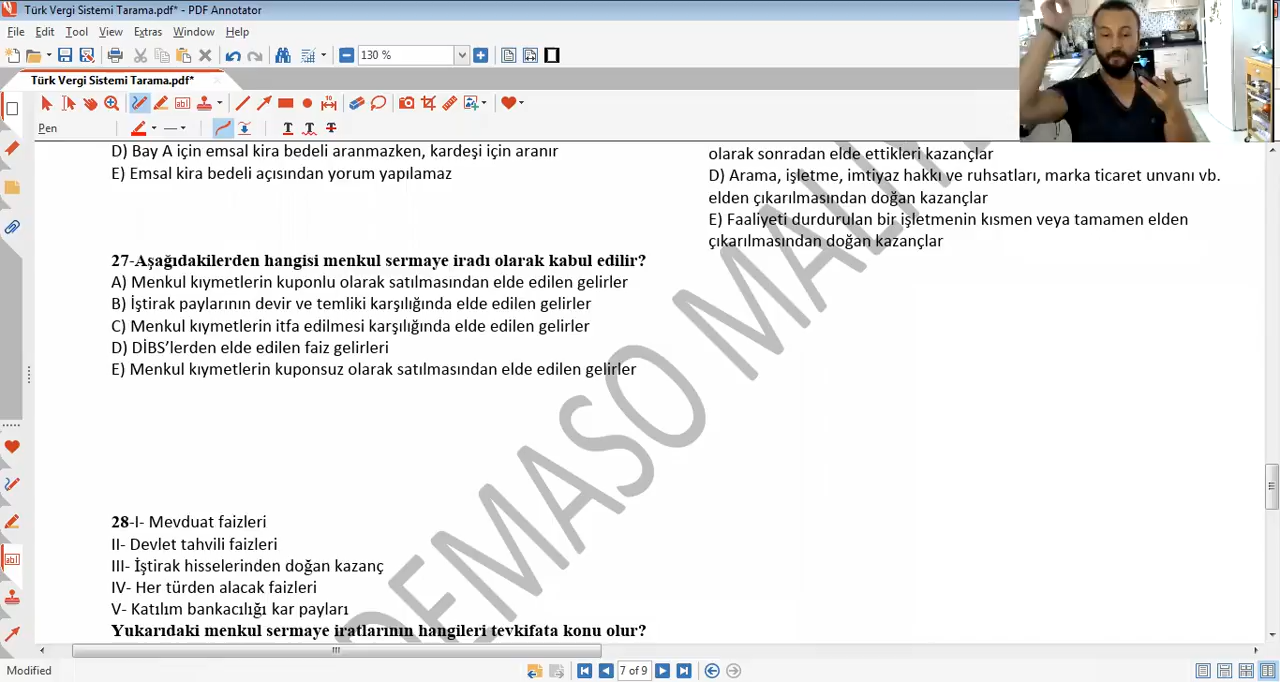 Türk Vergi Sistemi Tarama.pdf* - PDF Annotator
File Edit Tool View Extras Window Help
130 %
Türk Vergi Sistemi Tarama.pdf*
Pen
D) Bay A için emsal kira bedeli aranmazken, kardeşi için aranır
E) Emsal kira bedeli açısından yorum yapılamaz
27-Aşağıdakilerden hangisi menkul sermaye iradı olarak kabul edilir?
A) Menkul kıymetlerin kuponlu olarak satılmasından elde edilen gelirler
B) İştirak paylarının devir ve temliki karşılığında elde edilen gelirler
C) Menkul kıymetlerin itfa edilmesi karşılığında elde edilen gelirler
D) DİBS’lerden elde edilen faiz gelirleri
E) Menkul kıymetlerin kuponsuz olarak satılmasından elde edilen gelirler
28-I- Mevduat faizleri
II- Devlet tahvili faizleri
III- İştirak hisselerinden doğan kazanç
IV- Her türden alacak faizleri
V- Katılım bankacılığı kar payları
Yukarıdaki menkul sermaye iratlarının hangileri tevkifata konu olur?
olarak sonradan elde ettikleri kazançlar
D) Arama, işletme, imtiyaz hakkı ve ruhsatları, marka ticaret unvanı vb.
elden çıkarılmasından doğan kazançlar
E) Faaliyeti durdurulan bir işletmenin kısmen veya tamamen elden
çıkarılmasından doğan kazançlar
DEMASO MALİY
Modified
7 of 9